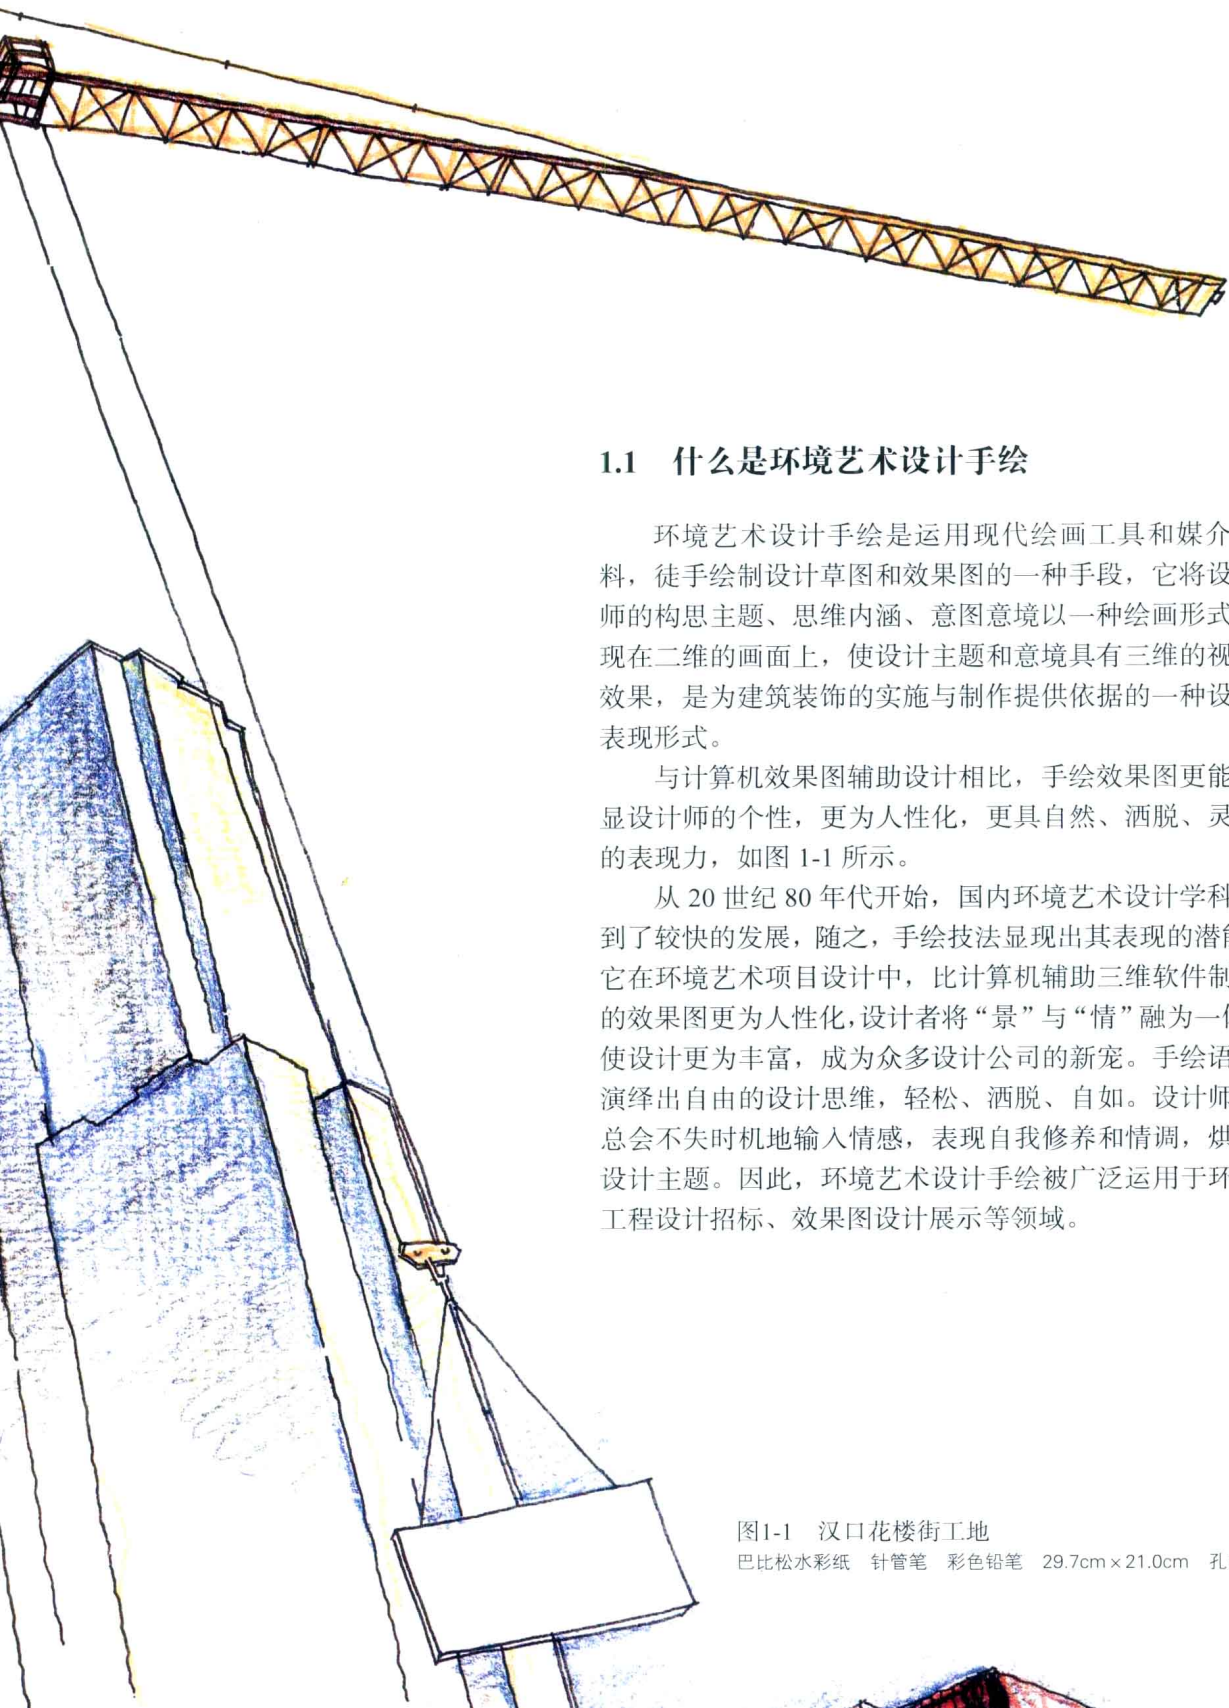 1.1 什么是环境艺术设计手绘
环境艺术设计手绘是运用现代绘画工具和媒介
料，徒手绘制设计草图和效果图的一种手段，它将设
师的构思主题、思维内涵、意图意境以一种绘画形式
现在二维的画面上，使设计主题和意境具有三维的视
效果，是为建筑装饰的实施与制作提供依据的一种设
表现形式。
与计算机效果图辅助设计相比，手绘效果图更能
显设计师的个性，更为人性化，更具自然、洒脱、灵
的表现力，如图 1-1 所示。
从 20 世纪 80 年代开始，国内环境艺术设计学科
到了较快的发展，随之，手绘技法显现出其表现的潜能
它在环境艺术项目设计中，比计算机辅助三维软件制
的效果图更为人性化，设计者将“景”与“情”融为一
使设计更为丰富，成为众多设计公司的新宠。手绘语
演绎出自由的设计思维，轻松、洒脱、自如。设计师
总会不失时机地输入情感，表现自我修养和情调，烘
设计主题。因此，环境艺术设计手绘被广泛运用于环
工程设计招标、效果图设计展示等领域。
图1-1 汉口花楼街工地
巴比松水彩纸 针管笔 彩色铅笔 29.7cm×21.0cm 孔